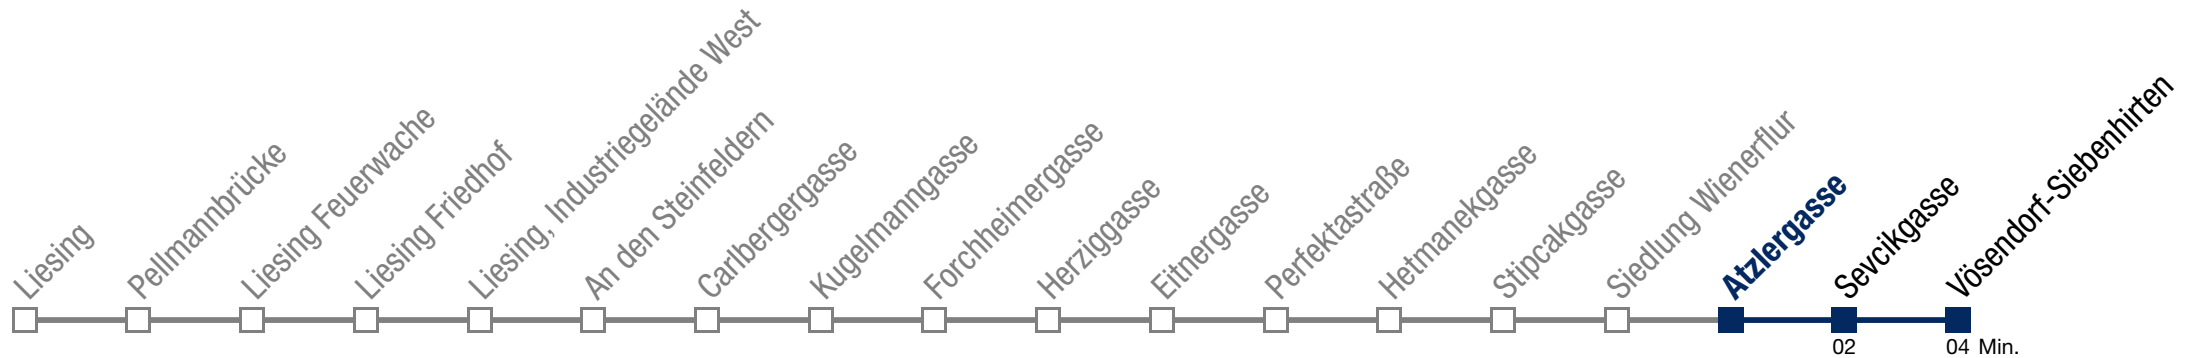 Liesing
Pellmannbrücke
Liesing Feuerwache
Liesing Friedhof
Liesing, Industriegelände West
An den Steinfeldern
Carlbergergasse
Kugelmanngasse
Forchheimergasse
Herziggasse
Eitnergasse
Perfektastraße
Hetmanekgasse
Stipcakgasse
Siedlung Wienerflur
Atzlergasse
Sevcikgasse
Vösendorf-Siebenhirten
02
04 Min.